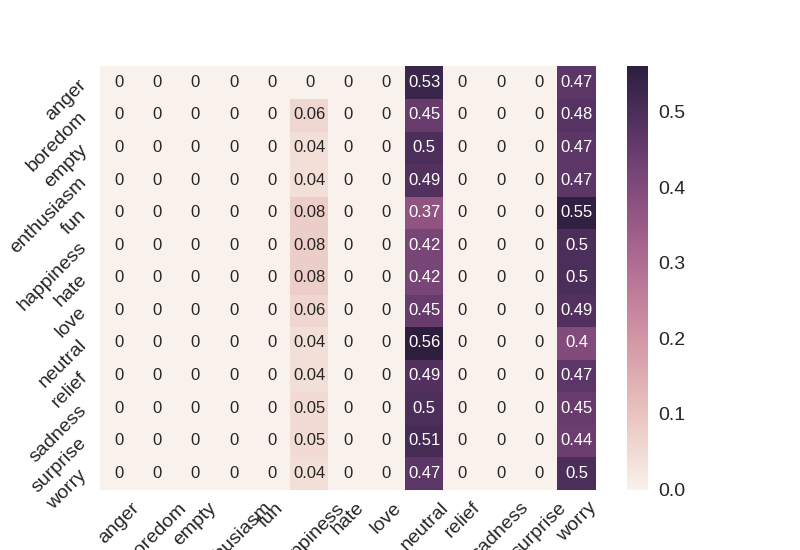 anger 0 0 0 0 0 0 0 0 0.53 0 0 0 0.47
boredom 0 0 0 0 0 0.06 0 0 0.45 0 0 0 0.48
empty 0 0 0 0 0 0.04 0 0 0.5 0 0 0 0.47
enthusiasm 0 0 0 0 0 0.04 0 0 0.49 0 0 0 0.47
fun 0 0 0 0 0 0.08 0 0 0.37 0 0 0 0.55
happiness 0 0 0 0 0 0.08 0 0 0.42 0 0 0 0.5
hate 0 0 0 0 0 0.08 0 0 0.42 0 0 0 0.5
love 0 0 0 0 0 0.06 0 0 0.45 0 0 0 0.49
neutral 0 0 0 0 0 0.04 0 0 0.56 0 0 0 0.4
relief 0 0 0 0 0 0.04 0 0 0.49 0 0 0 0.47
sadness 0 0 0 0 0 0.05 0 0 0.5 0 0 0 0.45
surprise 0 0 0 0 0 0.05 0 0 0.51 0 0 0 0.44
worry 0 0 0 0 0 0.04 0 0 0.47 0 0 0 0.5
anger oredom empty husiasm fun ppiness hate love neutral relief adness surprise worry
0.5
0.4
0.3
0.2
0.1
0.0